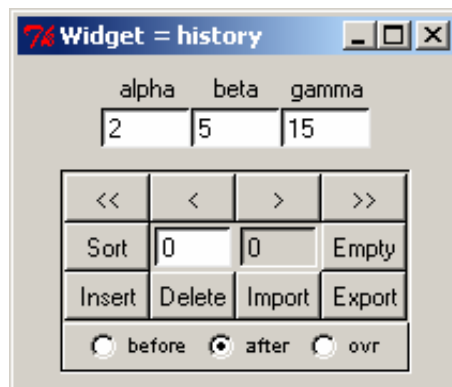 7k Widget = history
alpha beta gamma
2 5 15
<< < > >>
Sort 0 0 Empty
Insert Delete Import Export
before after ovr